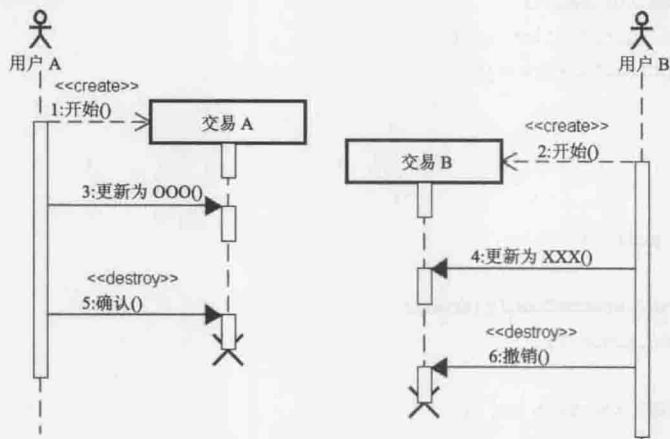 用户 A
用户 B
<<create>>
1:开始()
交易 A
<<create>>
2:开始()
交易 B
3:更新为 OOO()
4:更新为 XXX()
<<destroy>>
5:确认()
<<destroy>>
6:撤销()